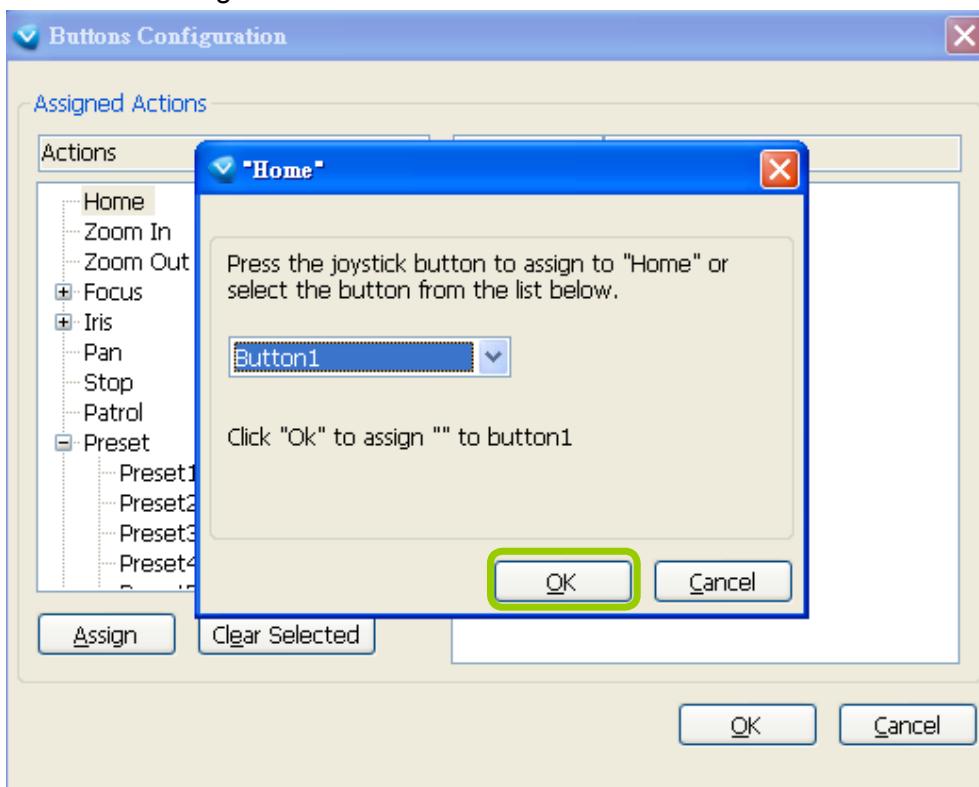 Buttons Configuration
Assigned Actions
Actions
"Home"
Home
Zoom In
Zoom Out
Focus
Iris
Pan
Stop
Patrol
Preset
Preset1
Preset2
Preset3
Preset4
Press the joystick button to assign to "Home" or
select the button from the list below.
Button1
Click "Ok" to assign "" to button1
OK
Cancel
Assign
Clear Selected
OK
Cancel